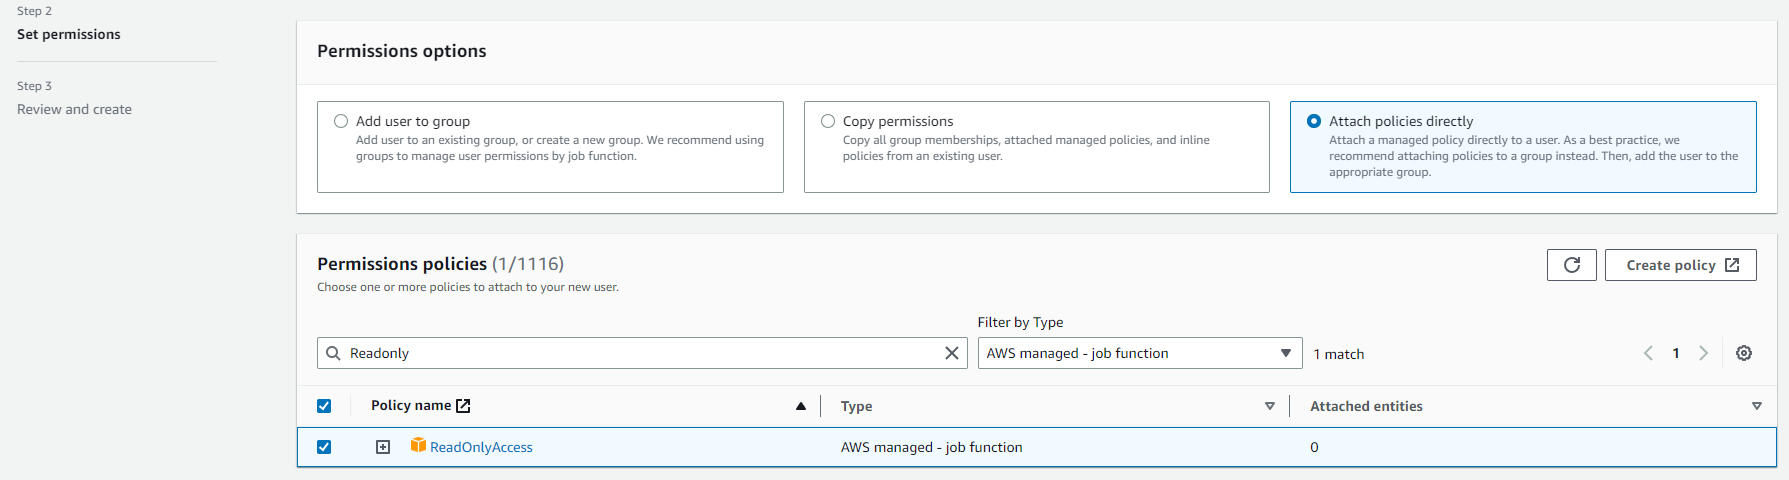 Step 2
Set permissions
Step 3
Review and create
Permissions options
Add user to group
Add user to an existing group, or create a new group. We recommend using
groups to manage user permissions by job function.
Copy permissions
Copy all group memberships, attached managed policies, and inline
policies from an existing user.
Attach policies directly
Attach a managed policy directly to a user. As a best practice, we
recommend attaching policies to a group instead. Then, add the user to the
appropriate group.
Permissions policies (1/1116)
Choose one or more policies to attach to your new user.
Create policy
Filter by Type
Readonly
AWS managed - job function
1 match
1
Policy name
Type
Attached entities
ReadOnlyAccess
AWS managed - job function
0